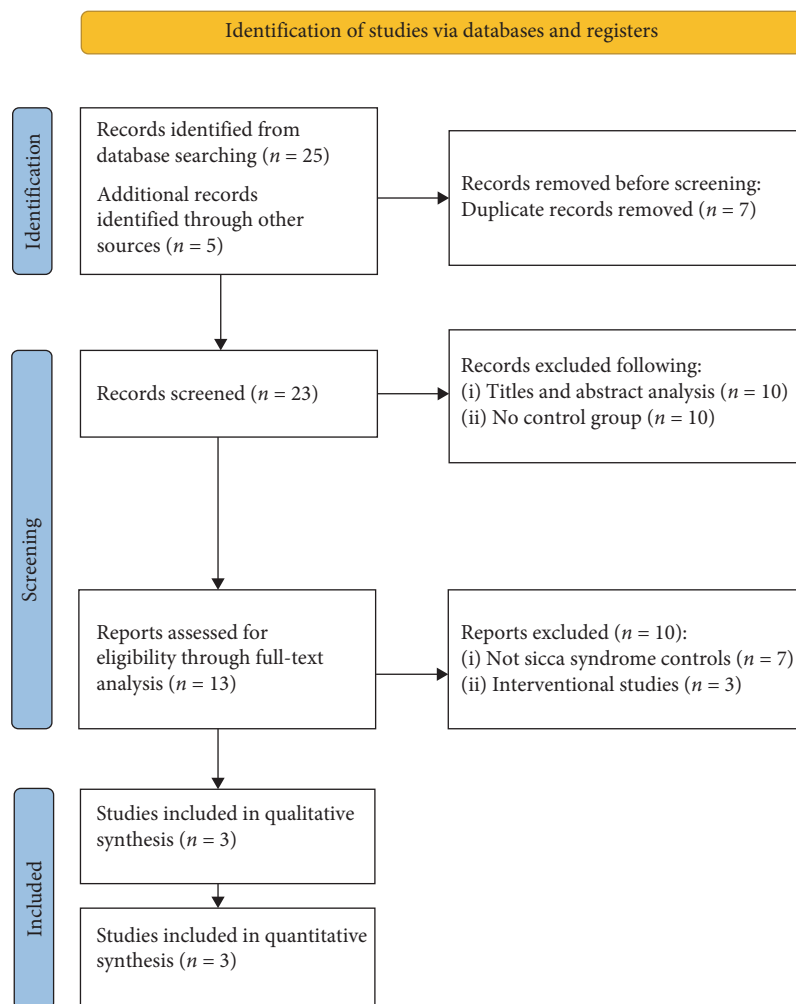 Identification of studies via databases and registers
Identification
Records identified from
database searching (n = 25)
Additional records
identified through other
sources (n = 5)
Records removed before screening:
Duplicate records removed (n = 7)
Screening
Records screened (n = 23)
Records excluded following:
(i) Titles and abstract analysis (n = 10)
(ii) No control group (n = 10)
Reports assessed for
eligibility through full-text
analysis (n = 13)
Reports excluded (n = 10):
(i) Not sicca syndrome controls (n = 7)
(ii) Interventional studies (n = 3)
Included
Studies included in qualitative
synthesis (n = 3)
Studies included in quantitative
synthesis (n = 3)